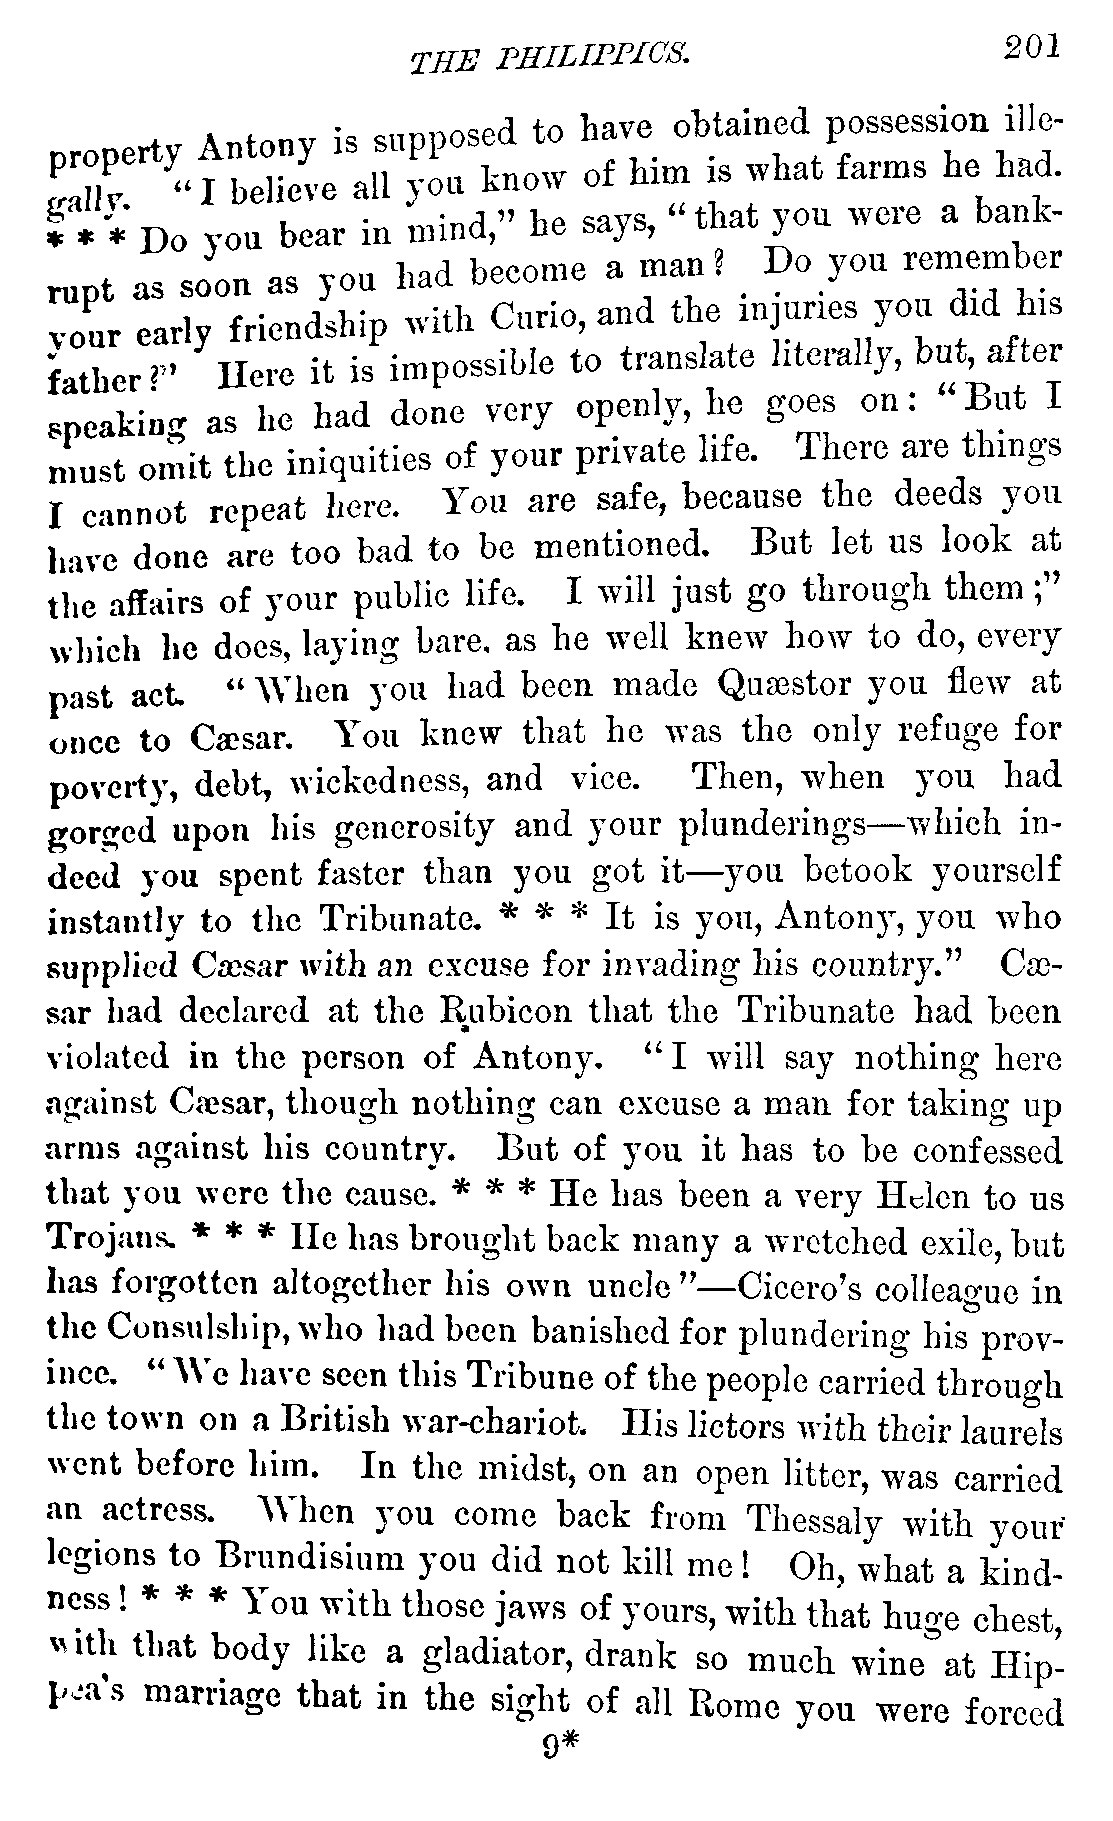 THE PHILIPPICS. 201
property Antony is supposed to have obtained possession ille-
gally. “I believe all you know of him is what farms he had.
* * * Do you bear in mind,” he says, “that you were a bank-
rupt as soon as you had become a man? Do you remember
your early friendship with Curio, and the injuries you did his
father?” Here it is impossible to translate literally, but, after
speaking as he had done very openly, he goes on: “But I
must omit the iniquities of your private life. There are things
I cannot repeat here. You are safe, because the deeds you
have done are too bad to be mentioned. But let us look at
the affairs of your public life. I will just go through them;”
which he does, laying bare, as he well knew how to do, every
past act. “When you had been made Quæstor you flew at
once to Cæsar. You knew that he was the only refuge for
poverty, debt, wickedness, and vice. Then, when you had
gorged upon his generosity and your plunderings—which in-
deed you spent faster than you got it—you betook yourself
instantly to the Tribunate. * * * It is you, Antony, you who
supplied Cæsar with an excuse for invading his country.” Cæ-
sar had declared at the Rubicon that the Tribunate had been
violated in the person of Antony. “I will say nothing here
against Cæsar, though nothing can excuse a man for taking up
arms against his country. But of you it has to be confessed
that you were the cause. * * * He has been a very Helen to us
Trojans. * * * He has brought back many a wretched exile, but
has forgotten altogether his own uncle”—Cicero’s colleague in
the Consulship, who had been banished for plundering his prov-
ince. “We have seen this Tribune of the people carried through
the town on a British war-chariot. His lictors with their laurels
went before him. In the midst, on an open litter, was carried
an actress. When you come back from Thessaly with your
legions to Brundisium you did not kill me! Oh, what a kind-
ness! * * * You with those jaws of yours, with that huge chest,
with that body like a gladiator, drank so much wine at Hip-
pea’s marriage that in the sight of all Rome you were forced
9*